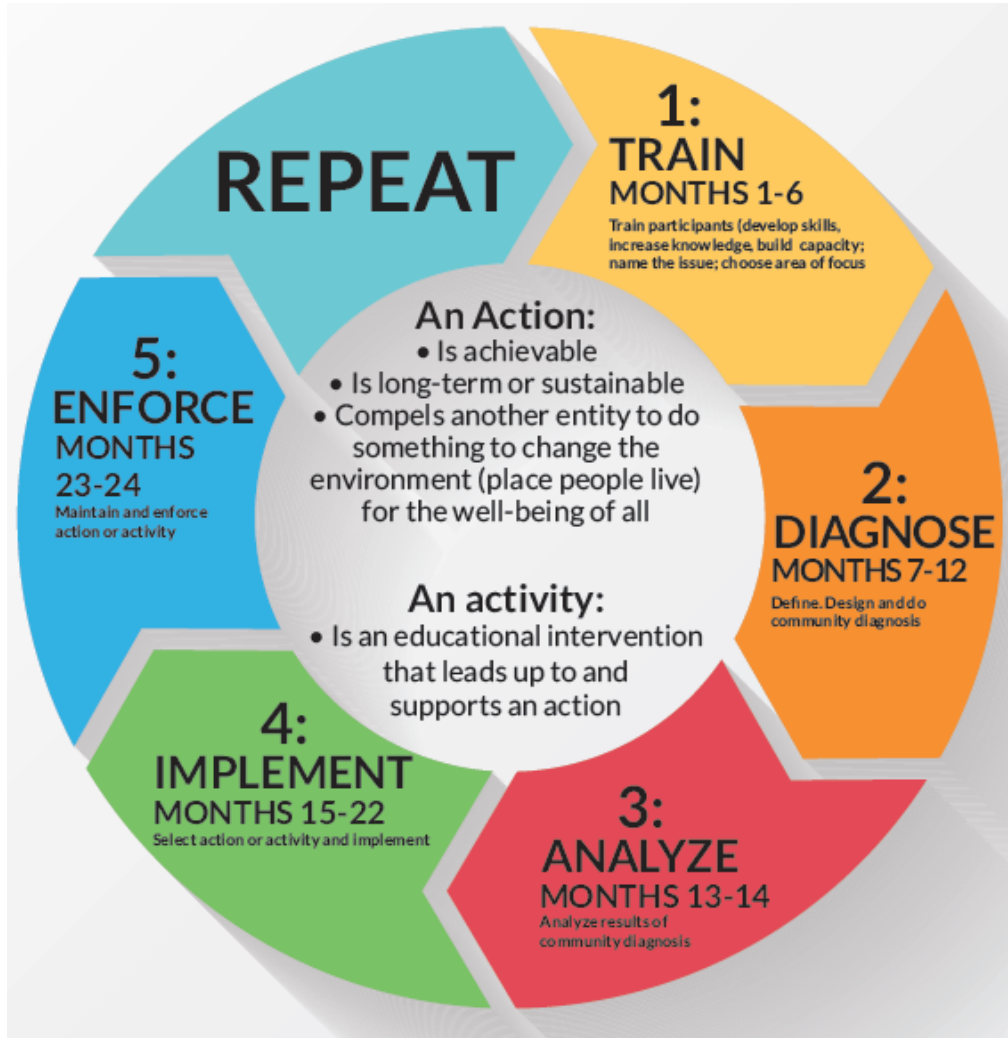 REPEAT
1:
TRAIN
MONTHS 1-6
Train participants (develop skills,
increase knowledge, build capacity;
name the issue; choose area of focus
2:
DIAGNOSE
MONTHS 7-12
Define. Design and do
community diagnosis
3:
ANALYZE
MONTHS 13-14
Analyze results of
community diagnosis
4:
IMPLEMENT
MONTHS 15-22
Select action or activity and implement
5:
ENFORCE
MONTHS
23-24
Maintain and enforce
action or activity
An Action:
• Is achievable
• Is long-term or sustainable
• Compels another entity to do
something to change the
environment (place people live)
for the well-being of all
An activity:
• Is an educational intervention
that leads up to and
supports an action